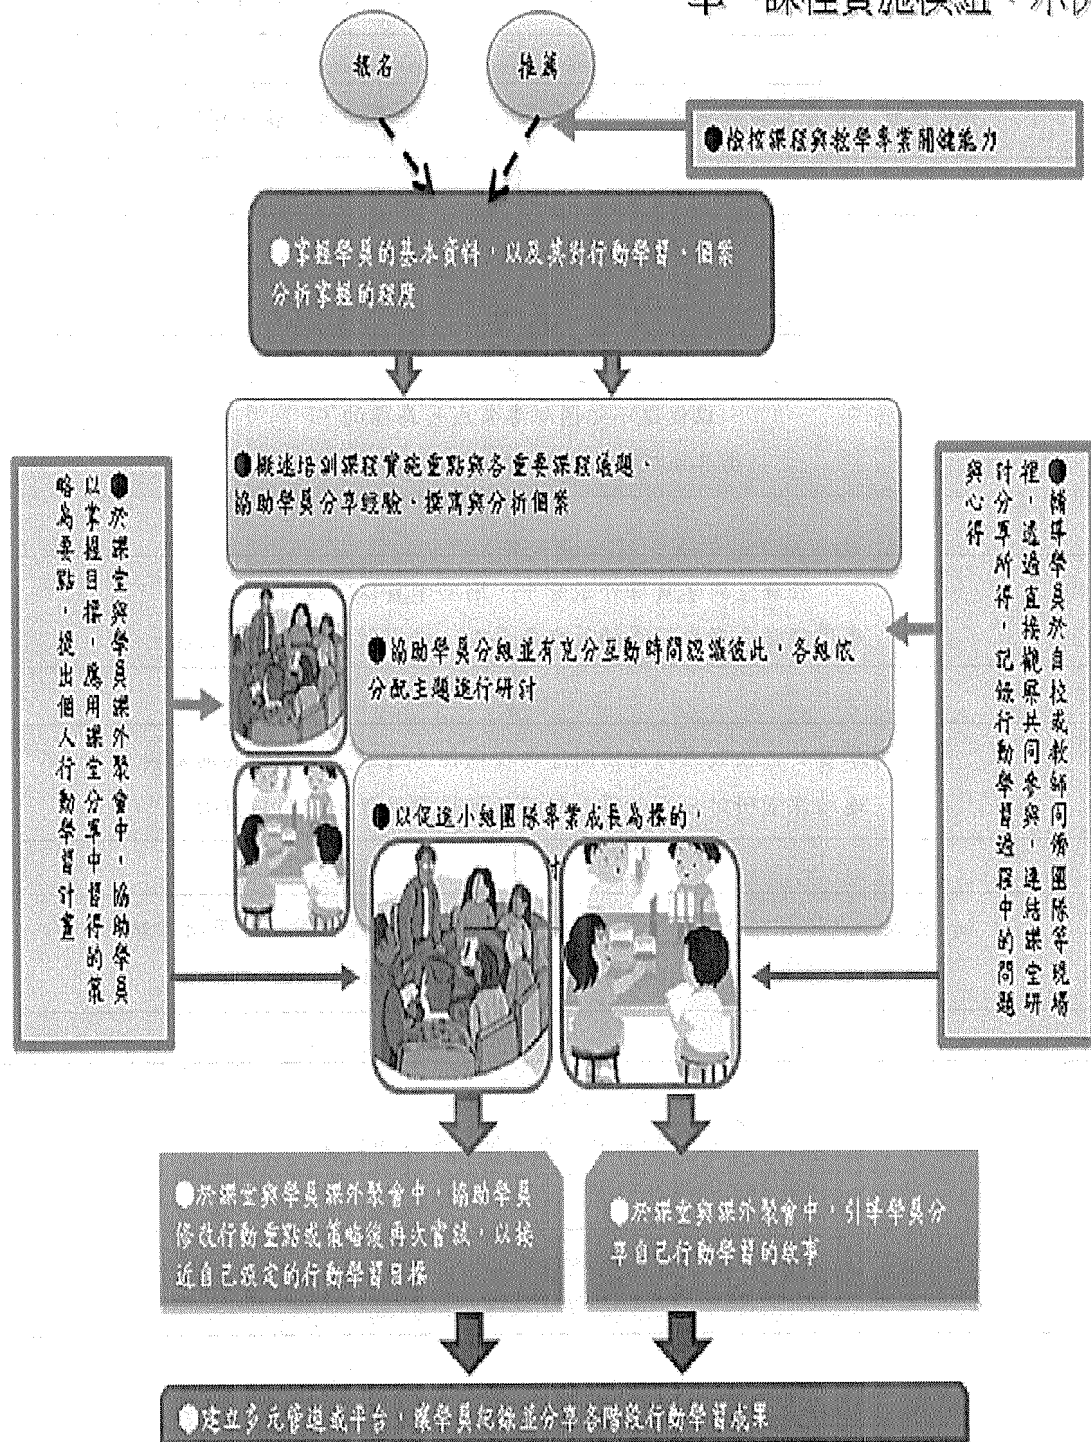 課程實施模組、示例
報名
推薦
●檢核課程與教學專業關鍵能力
●掌握學員的基本資料，以及其對行動學習、個案
分析掌握的程度
●概述培訓課程實施重點與各重要課程議題、
協助學員分享經驗、撰寫與分析個案
●於課堂與學員課外聚會中，協助學員
以掌握目標，應用課堂分享中習得的策
略為要點，提出個人行動學習計畫
●輔導學員於自校或教師同儕團隊等現場
裡，透過直接觀察共同參與，連結課堂研
討分享所得，記錄行動學習過程中的問題
與心得
●協助學員分組並有充分互動時間認識彼此，各組依
分配主題進行研討
●以促進小組團隊專業成長為標的，
●於課堂與學員課外聚會中，協助學員
修改行動重點或策略後再次嘗試，以接
近自己設定的行動學習目標
●於課堂與課外聚會中，引導學員分
享自己行動學習的故事
●建立多元管道或平台，讓學員紀錄並分享各階段行動學習成果